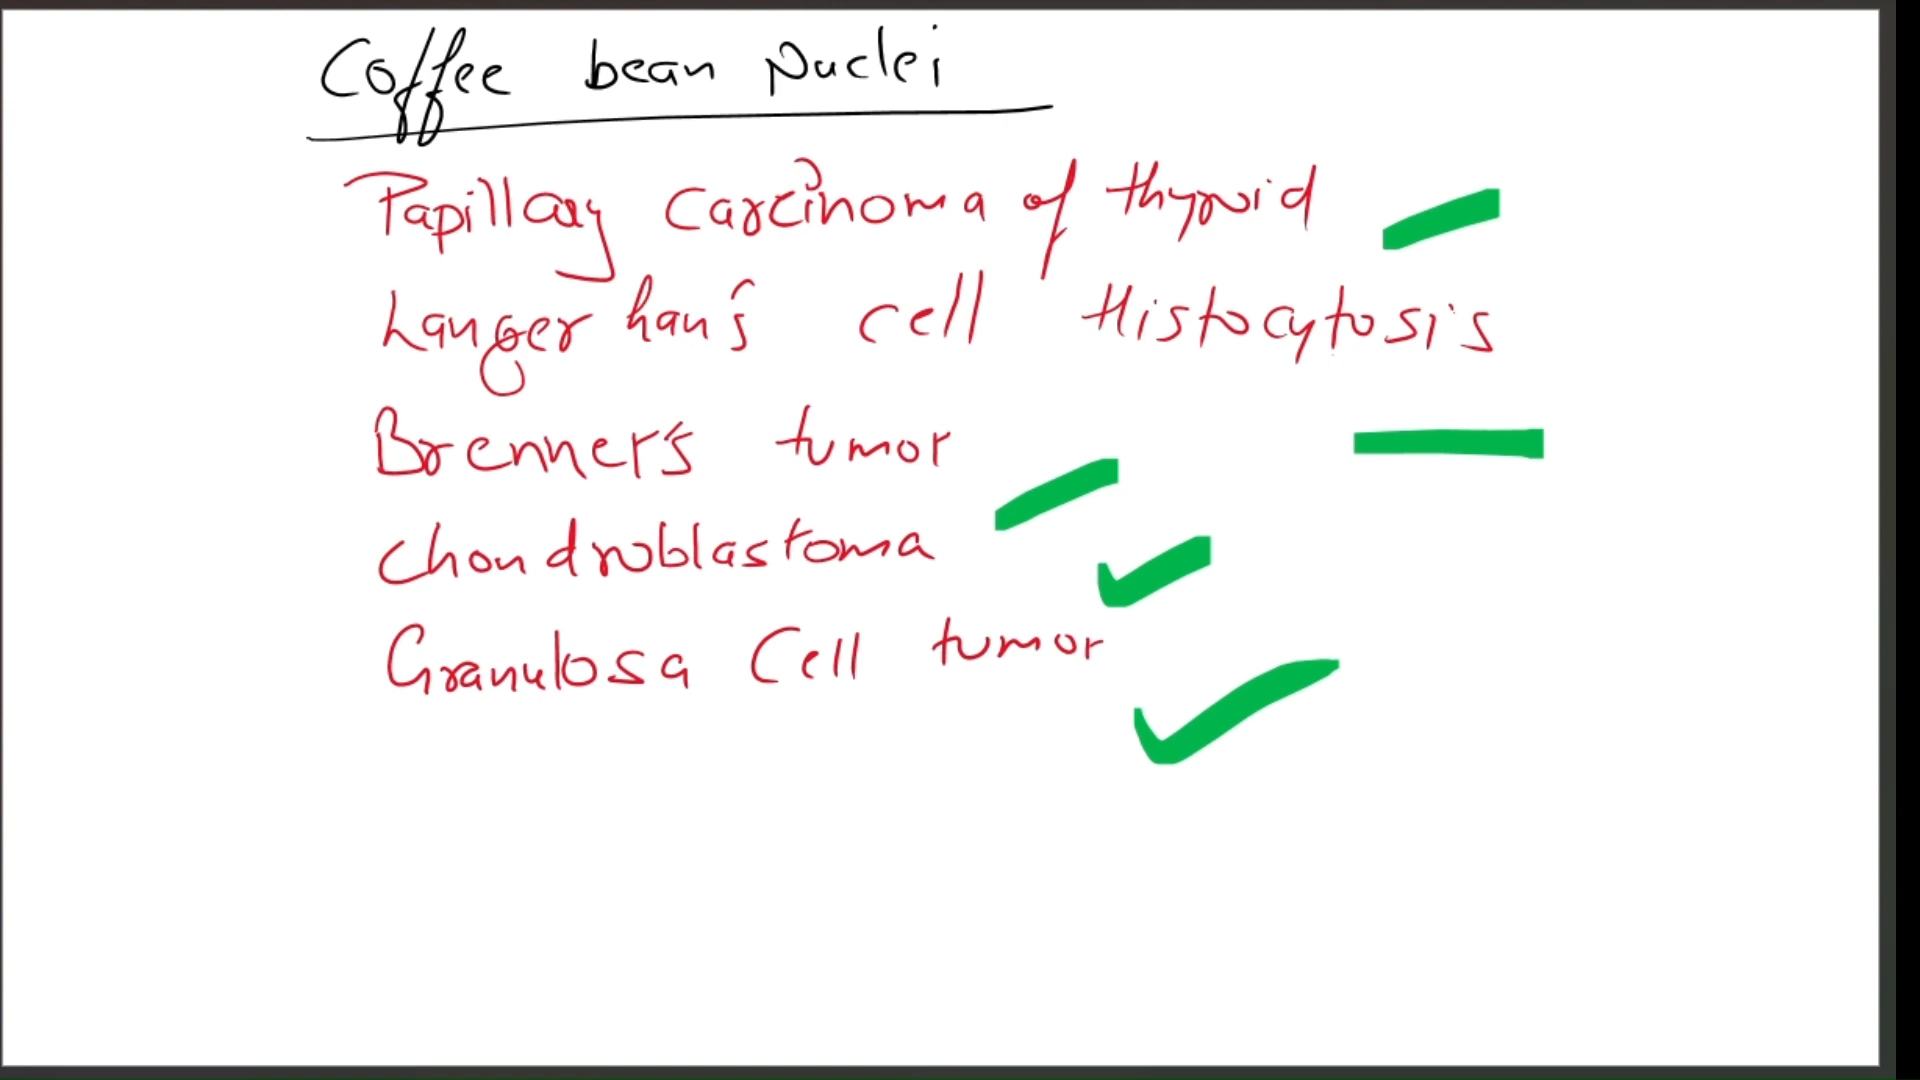 Coffee bean Nuclei
Papillary Carcinoma of thyroid
Langerhan's cell Histocytosis
Brenner's tumor
Chondroblastoma
Granulosa Cell tumor